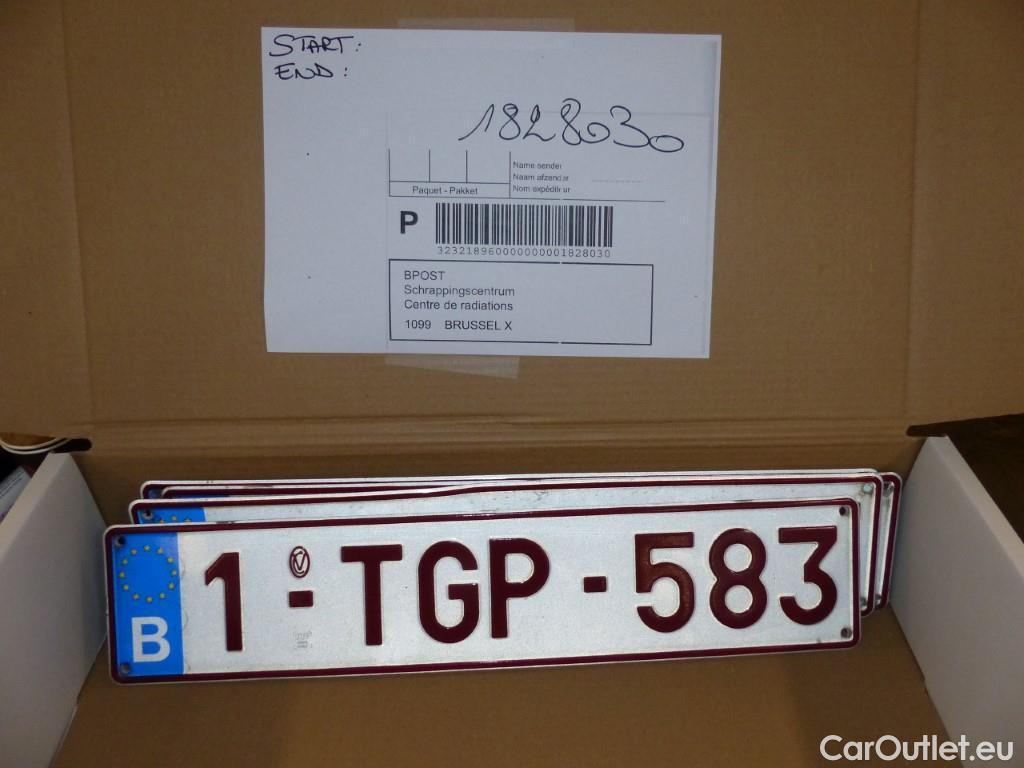 START:
END:
1828030
Name sender
Naam afzender
Nom expéditeur
Paquet - Pakket
P
3232189600000000001828030
BPOST
Schrappingscentrum
Centre de radiations
1099 BRUSSEL X
B 1-TGP-583
CarOutlet.eu